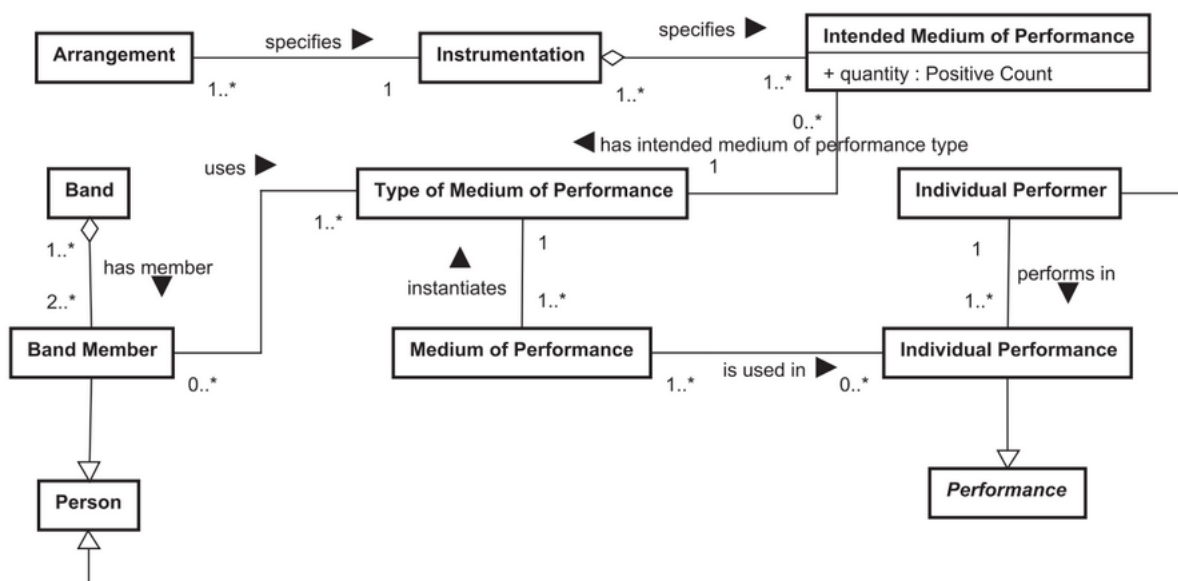 specifies
specifies
Arrangement
Instrumentation
Intended Medium of Performance
+ quantity : Positive Count
1..*
1
1..*
1..*
0..*
has intended medium of performance type
uses
1
Band
Type of Medium of Performance
Individual Performer
1..*
1..*
1
1
has member
instantiates
performs in
2..*
1..*
1..*
Band Member
Medium of Performance
Individual Performance
0..*
1..*
is used in
0..*
Person
Performance